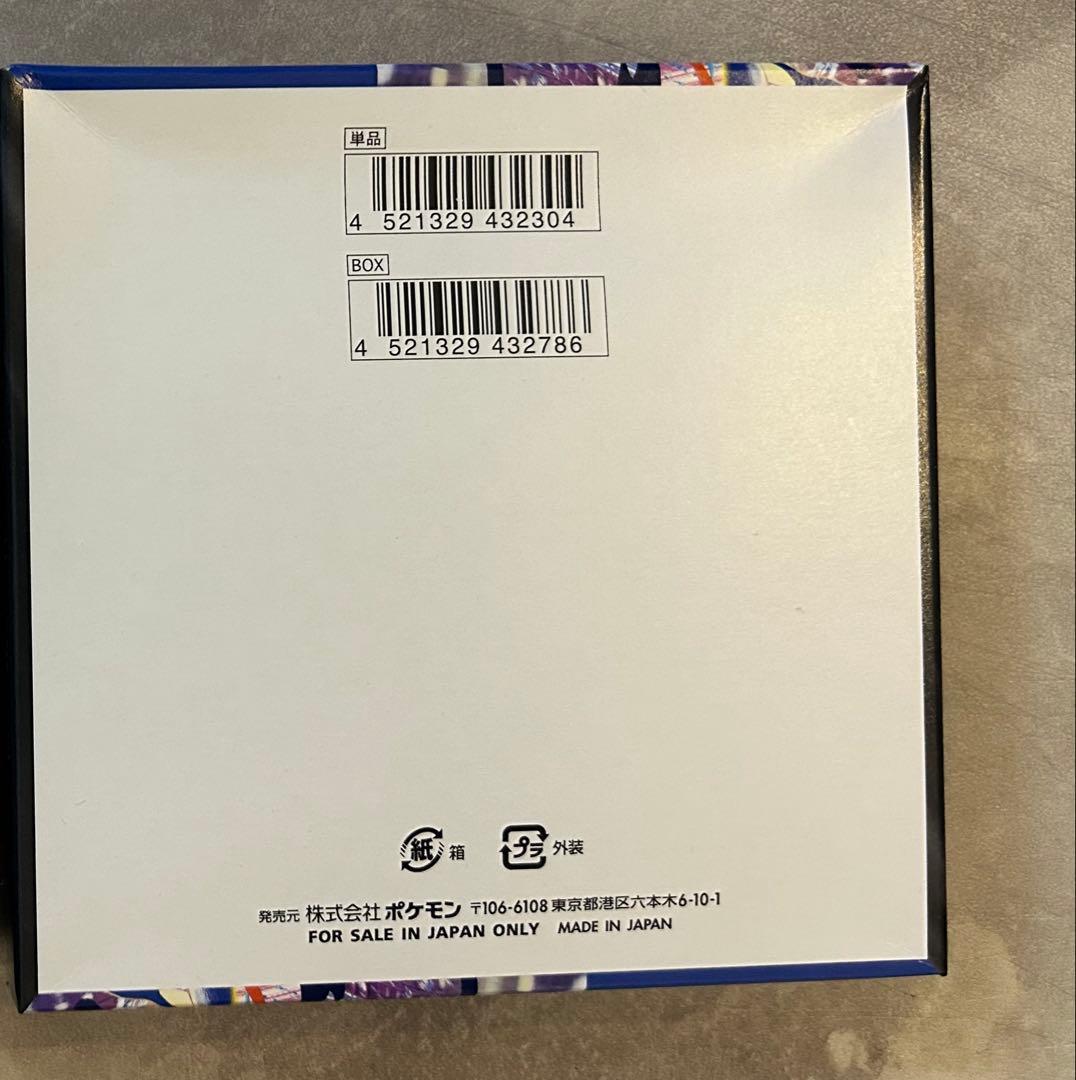 単品
4 521329 432304
BOX
4 521329 432786
紙 箱 プラ 外装
発売元 株式会社ポケモン 〒106-6108 東京都港区六本木6-10-1
FOR SALE IN JAPAN ONLY MADE IN JAPAN